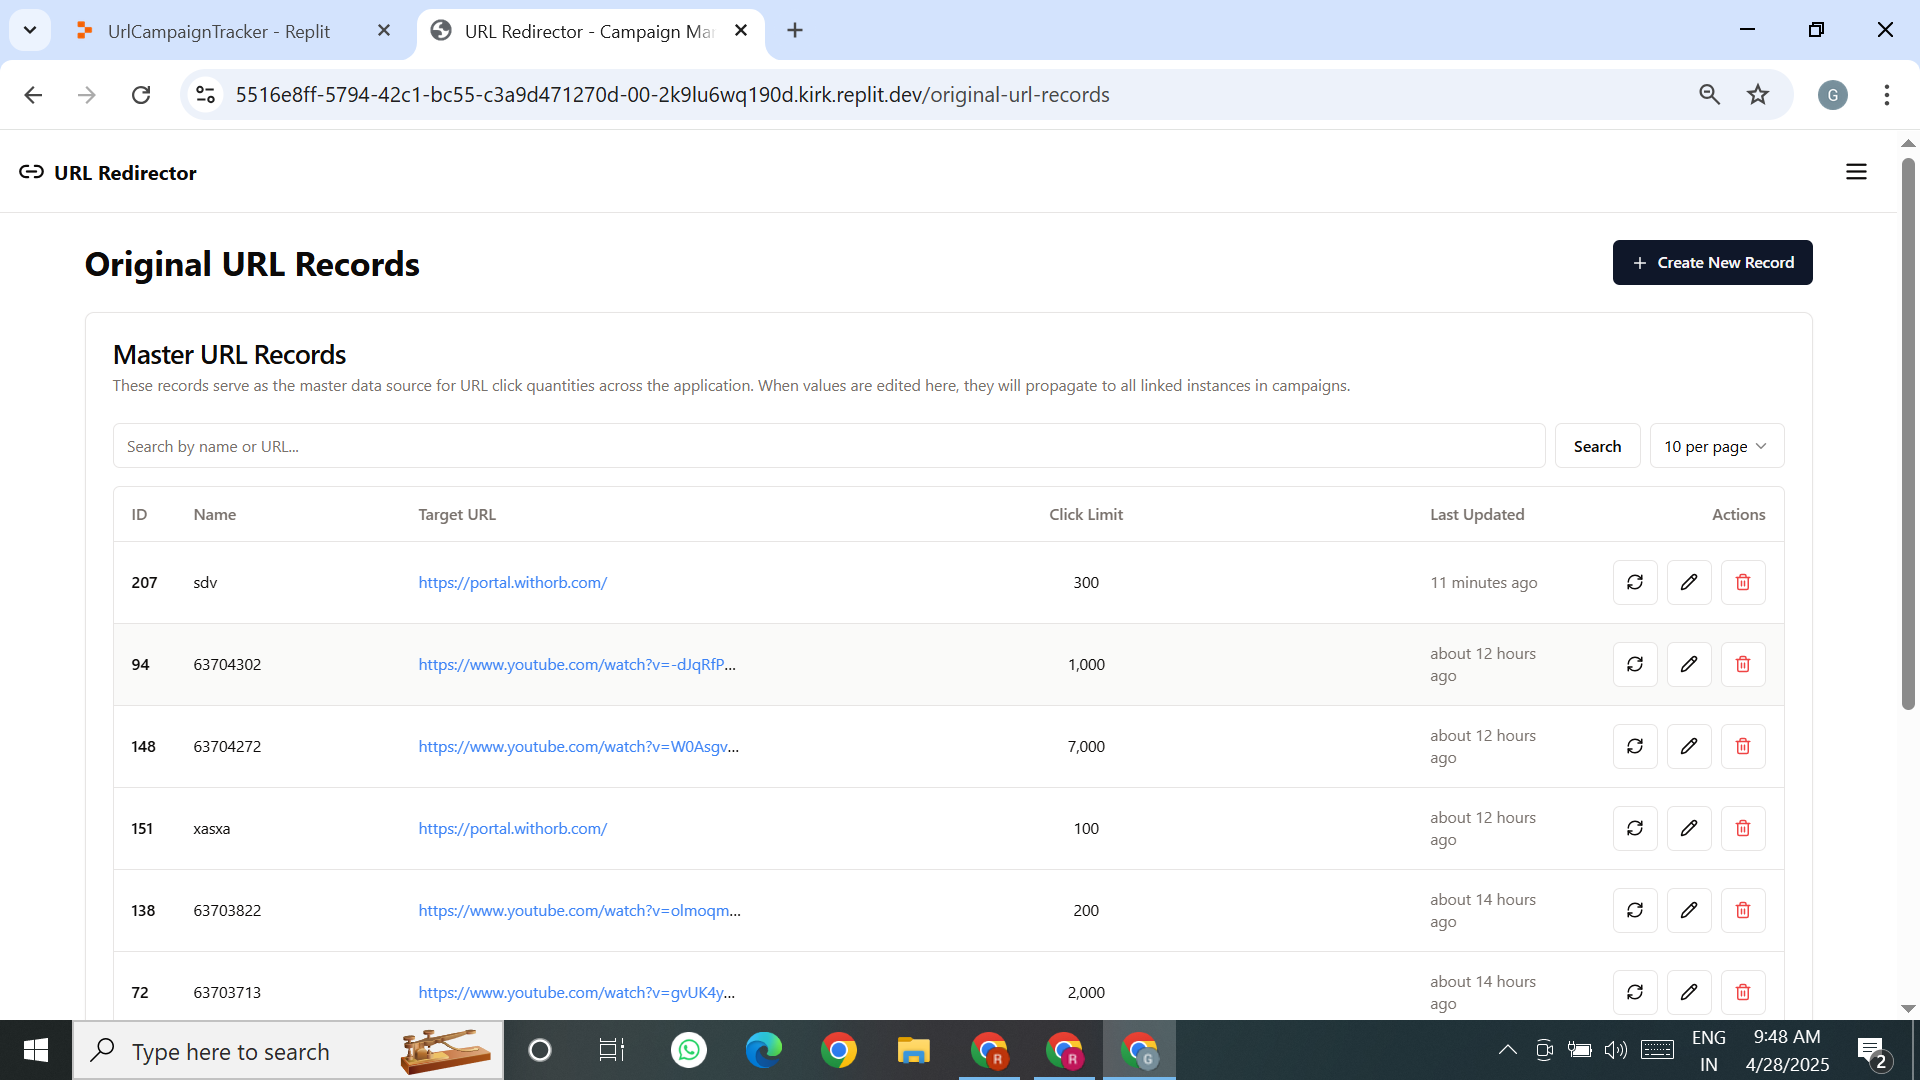 UrlCampaignTracker - Replit
URL Redirector - Campaign Ma
5516e8ff-5794-42c1-bc55-c3a9d471270d-00-2k9lu6wq190d.kirk.replit.dev/original-url-records
G
URL Redirector
Original URL Records
+ Create New Record
Master URL Records
These records serve as the master data source for URL click quantities across the application. When values are edited here, they will propagate to all linked instances in campaigns.
Search by name or URL...
Search
10 per page
ID Name Target URL Click Limit Last Updated Actions
207 sdv https://portal.withorb.com/ 300 11 minutes ago
94 63704302 https://www.youtube.com/watch?v=-dJqRfP... 1,000 about 12 hours ago
148 63704272 https://www.youtube.com/watch?v=W0Asgv... 7,000 about 12 hours ago
151 xasxa https://portal.withorb.com/ 100 about 12 hours ago
138 63703822 https://www.youtube.com/watch?v=olmoqm... 200 about 14 hours ago
72 63703713 https://www.youtube.com/watch?v=gvUK4y... 2,000 about 14 hours ago
Type here to search
R
R
G
ENG
IN
9:48 AM
4/28/2025
2